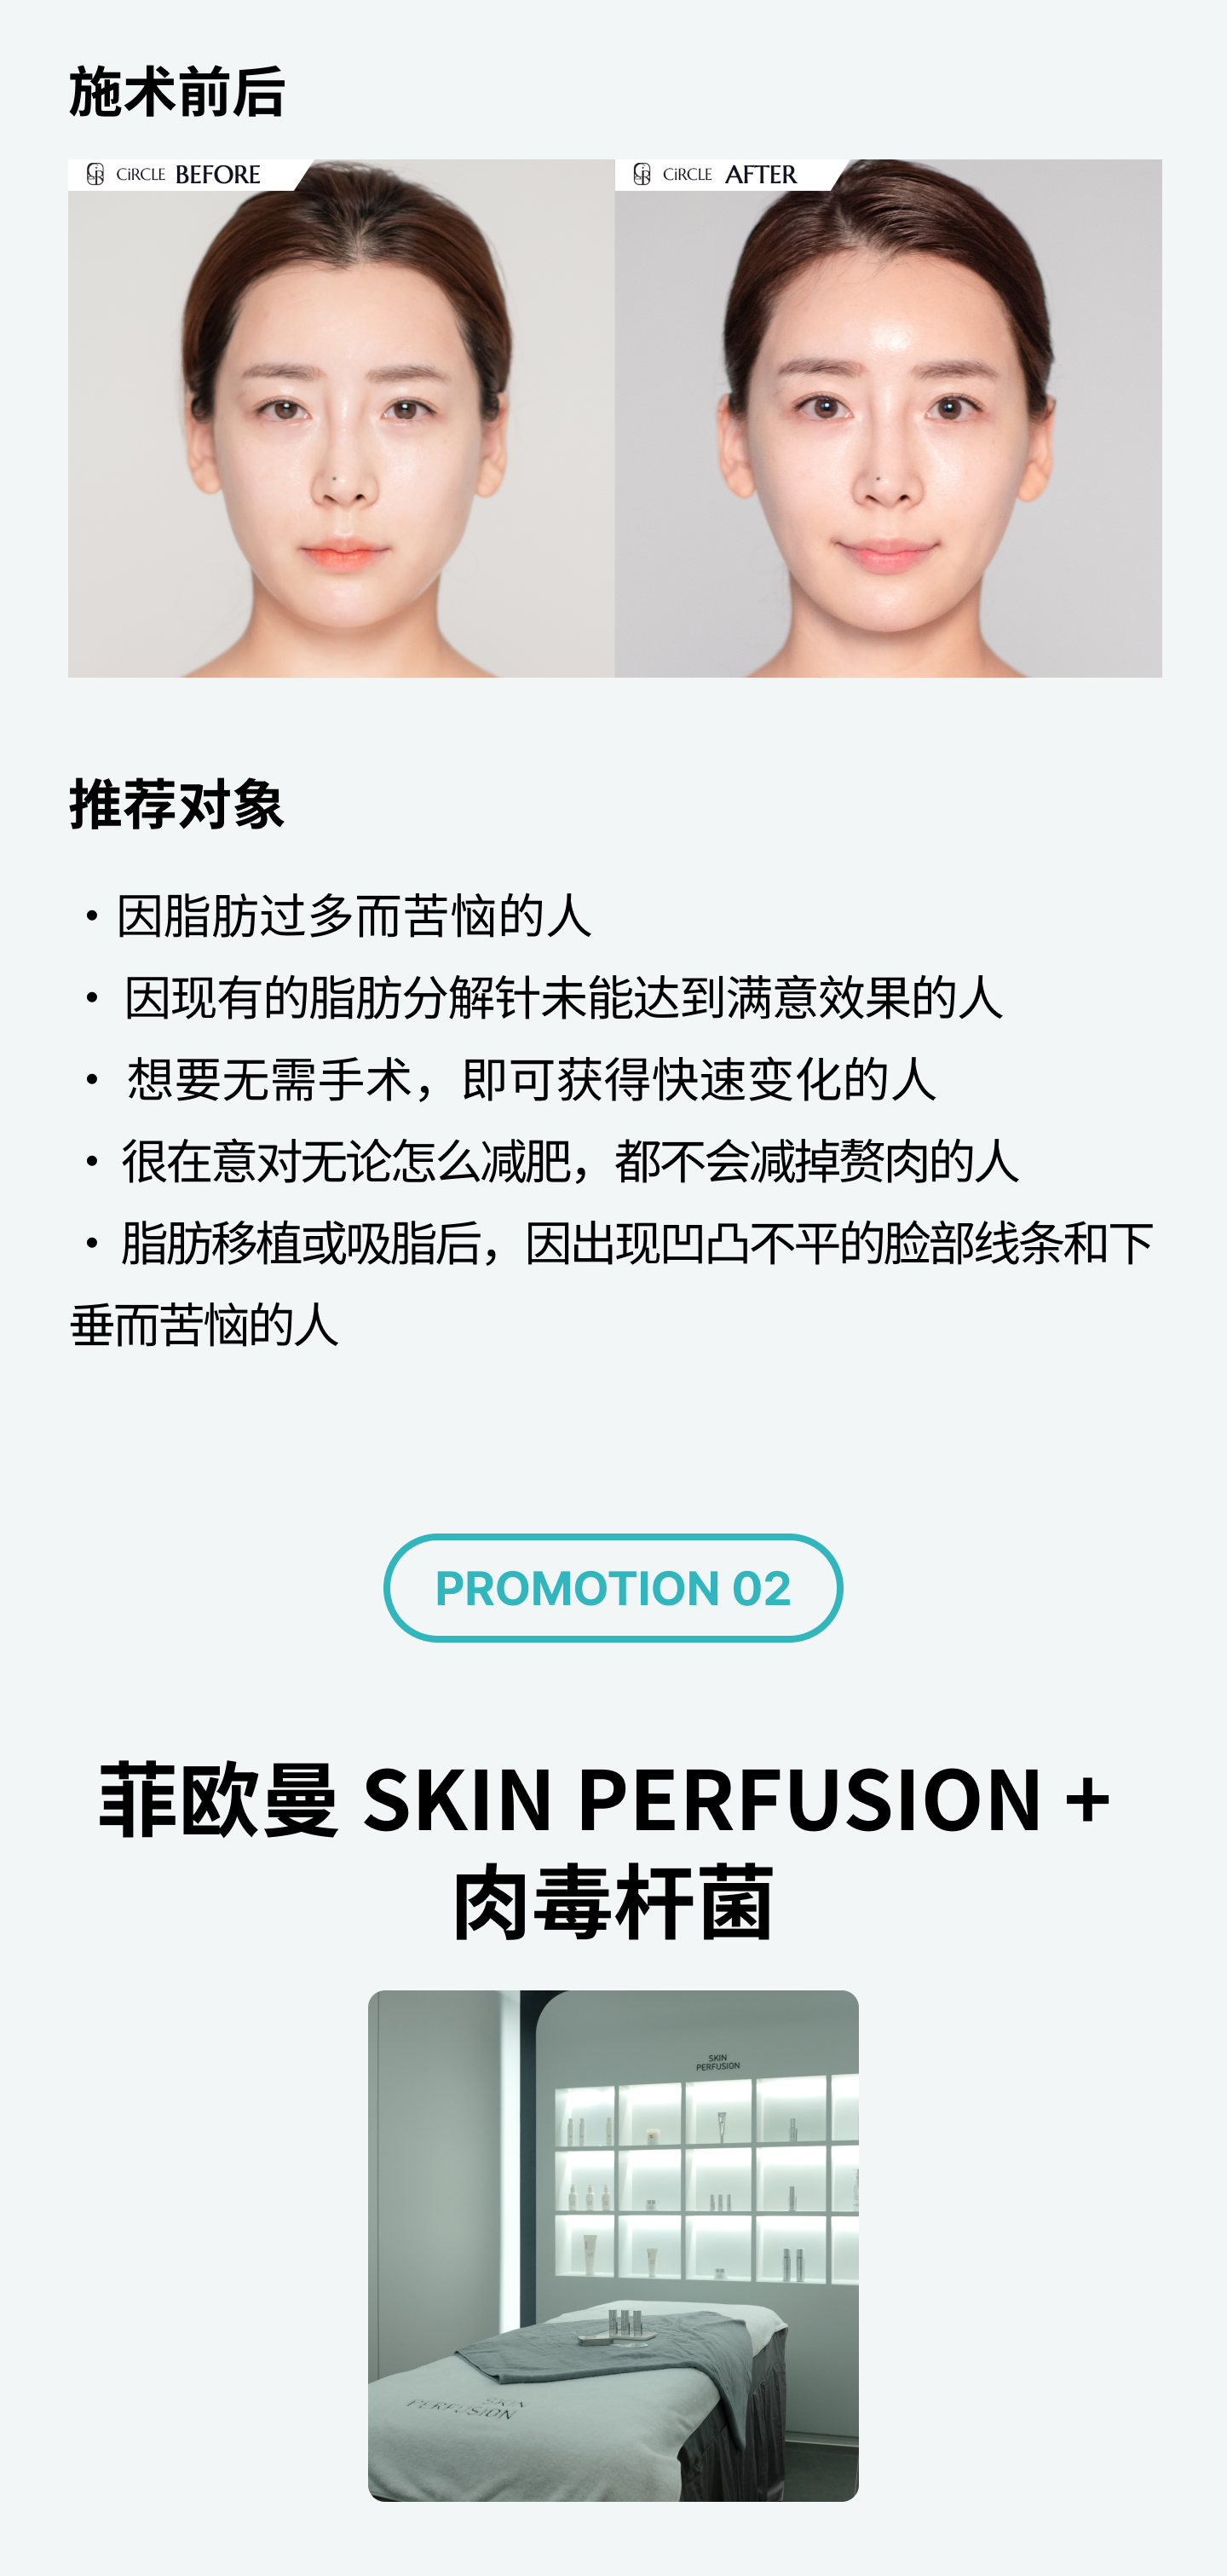 施术前后
CiRCLE BEFORE
CiRCLE AFTER
推荐对象
・因脂肪过多而苦恼的人
・ 因现有的脂肪分解针未能达到满意效果的人
・ 想要无需手术，即可获得快速变化的人
・ 很在意对无论怎么减肥，都不会减掉赘肉的人
・ 脂肪移植或吸脂后，因出现凹凸不平的脸部线条和下
垂而苦恼的人
PROMOTION 02
菲欧曼 SKIN PERFUSION +
肉毒杆菌
SKIN
PERFUSION
SKIN
PERFUSION